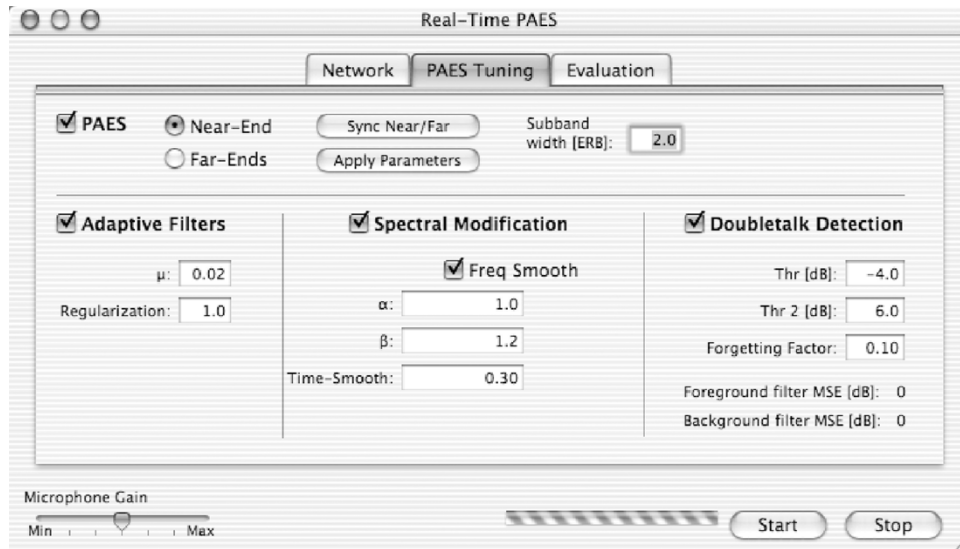 Real-Time PAES
Network PAES Tuning Evaluation
PAES
Near-End
Far-Ends
Sync Near/Far
Apply Parameters
Subband
width [ERB]: 2.0
Adaptive Filters
μ: 0.02
Regularization: 1.0
Spectral Modification
Freq Smooth
α: 1.0
β: 1.2
Time-Smooth: 0.30
Doubletalk Detection
Thr [dB]: -4.0
Thr 2 [dB]: 6.0
Forgetting Factor: 0.10
Foreground filter MSE [dB]: 0
Background filter MSE [dB]: 0
Microphone Gain
Min Max
Start Stop